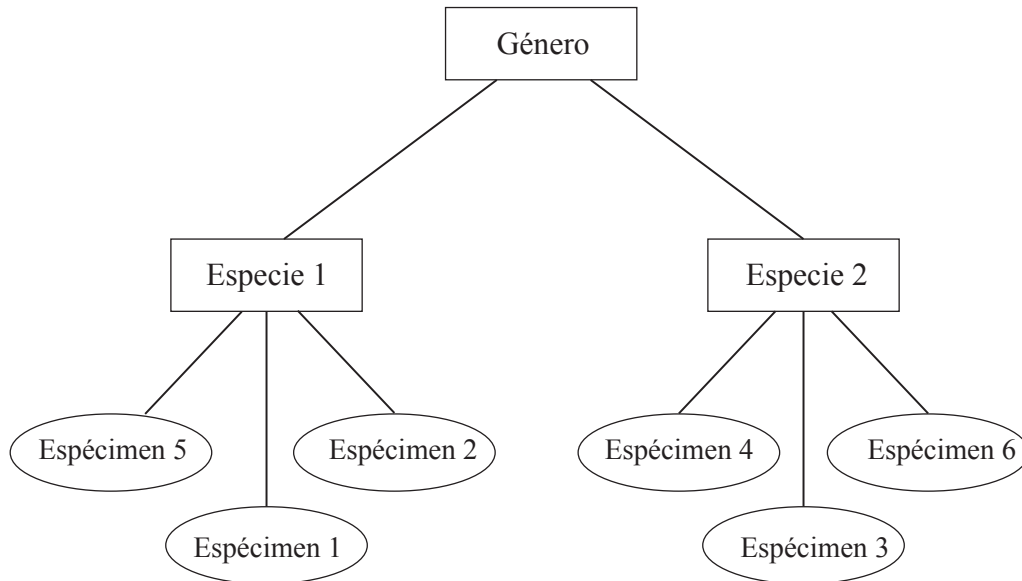 Género
Especie 1
Especie 2
Espécimen 5
Espécimen 2
Espécimen 4
Espécimen 6
Espécimen 1
Espécimen 3